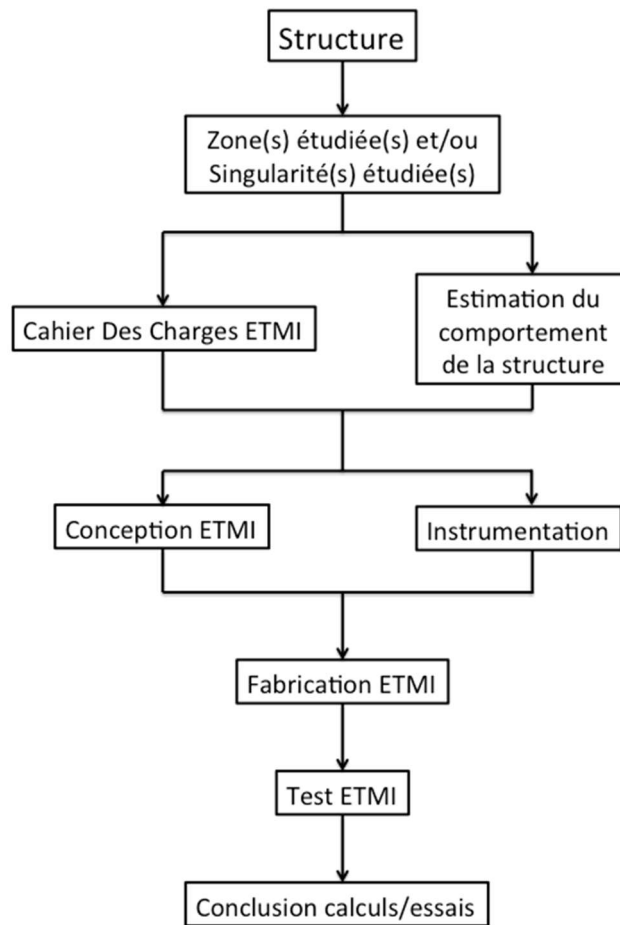 Structure
Zone(s) étudiée(s) et/ou
Singularité(s) étudiée(s)
Cahier Des Charges ETMI
Estimation du
comportement
de la structure
Conception ETMI
Instrumentation
Fabrication ETMI
Test ETMI
Conclusion calculs/essais